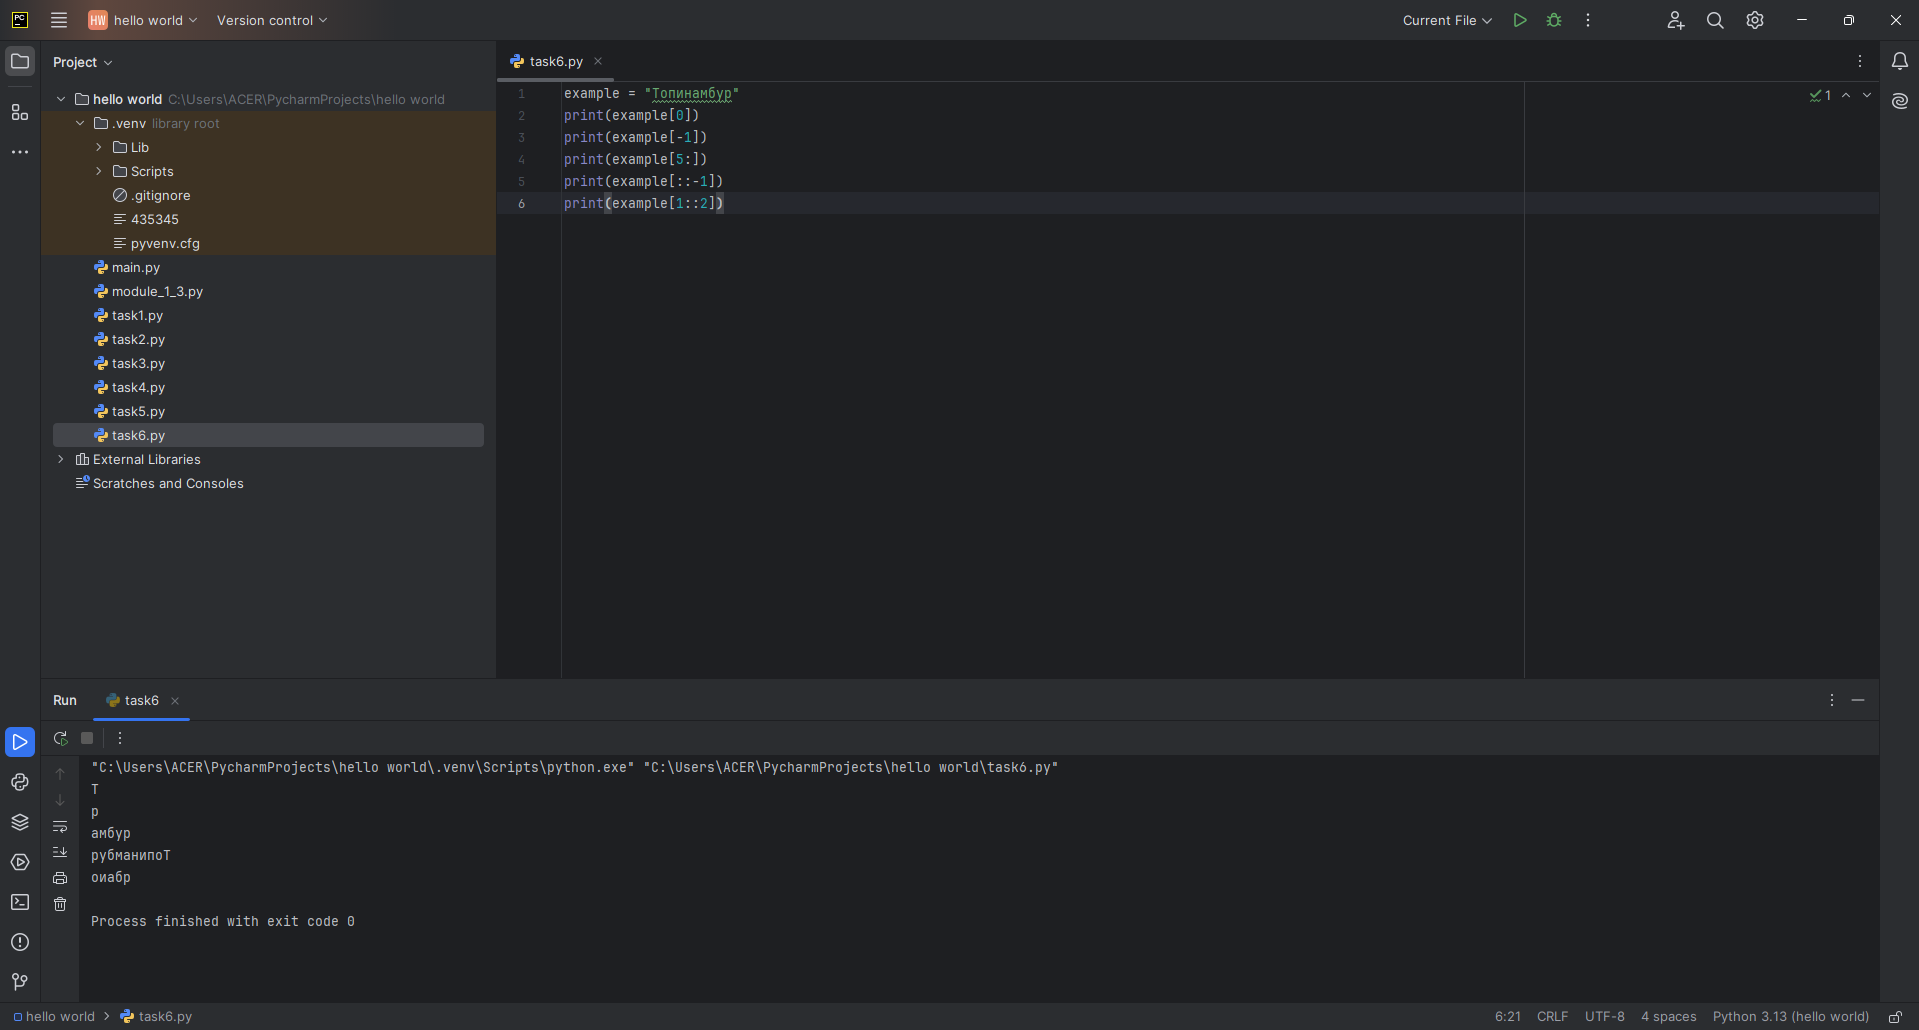 PC
HW hello world Version control Current File
Project
task6.py
hello world C:\Users\ACER\PycharmProjects\hello world
.venv library root
Lib
Scripts
.gitignore
435345
pyvenv.cfg
main.py
module_1_3.py
task1.py
task2.py
task3.py
task4.py
task5.py
task6.py
External Libraries
Scratches and Consoles
1 example = "Топинамбур"
2 print(example[0])
3 print(example[-1])
4 print(example[5:])
5 print(example[::-1])
6 print(example[1::2])
1
Run task6
"C:\Users\ACER\PycharmProjects\hello world\.venv\Scripts\python.exe" "C:\Users\ACER\PycharmProjects\hello world\task6.py"
Т
р
амбур
рубманипоТ
оиабр
Process finished with exit code 0
hello world task6.py 6:21 CRLF UTF-8 4 spaces Python 3.13 (hello world)